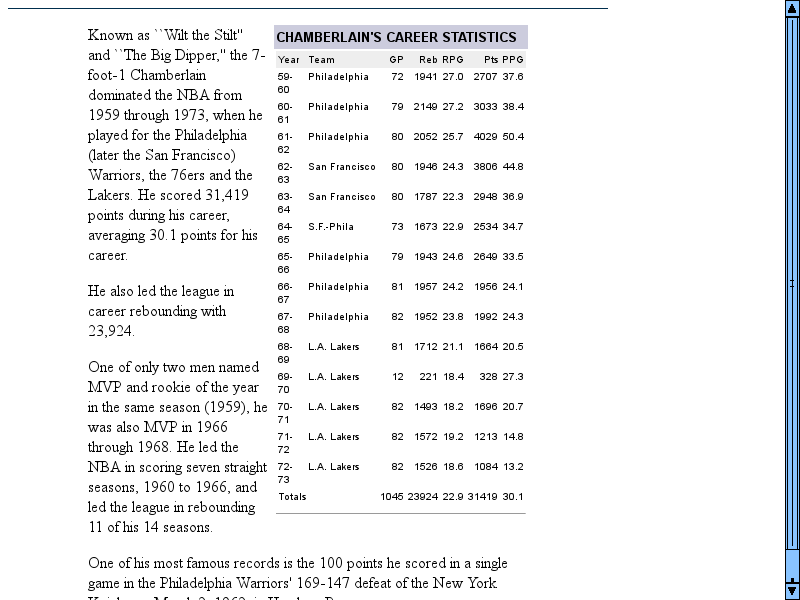 Known as ``Wilt the Stilt''
and ``The Big Dipper,'' the 7-
foot-1 Chamberlain
dominated the NBA from
1959 through 1973, when he
played for the Philadelphia
(later the San Francisco)
Warriors, the 76ers and the
Lakers. He scored 31,419
points during his career,
averaging 30.1 points for his
career.
He also led the league in
career rebounding with
23,924.
One of only two men named
MVP and rookie of the year
in the same season (1959), he
was also MVP in 1966
through 1968. He led the
NBA in scoring seven straight
seasons, 1960 to 1966, and
led the league in rebounding
11 of his 14 seasons.
CHAMBERLAIN'S CAREER STATISTICS
Year Team GP Reb RPG Pts PPG
59-
60 Philadelphia 72 1941 27.0 2707 37.6
60-
61 Philadelphia 79 2149 27.2 3033 38.4
61-
62 Philadelphia 80 2052 25.7 4029 50.4
62-
63 San Francisco 80 1946 24.3 3806 44.8
63-
64 San Francisco 80 1787 22.3 2948 36.9
64-
65 S.F.-Phila 73 1673 22.9 2534 34.7
65-
66 Philadelphia 79 1943 24.6 2649 33.5
66-
67 Philadelphia 81 1957 24.2 1956 24.1
67-
68 Philadelphia 82 1952 23.8 1992 24.3
68-
69 L.A. Lakers 81 1712 21.1 1664 20.5
69-
70 L.A. Lakers 12 221 18.4 328 27.3
70-
71 L.A. Lakers 82 1493 18.2 1696 20.7
71-
72 L.A. Lakers 82 1572 19.2 1213 14.8
72-
73 L.A. Lakers 82 1526 18.6 1084 13.2
Totals 1045 23924 22.9 31419 30.1
One of his most famous records is the 100 points he scored in a single
game in the Philadelphia Warriors' 169-147 defeat of the New York